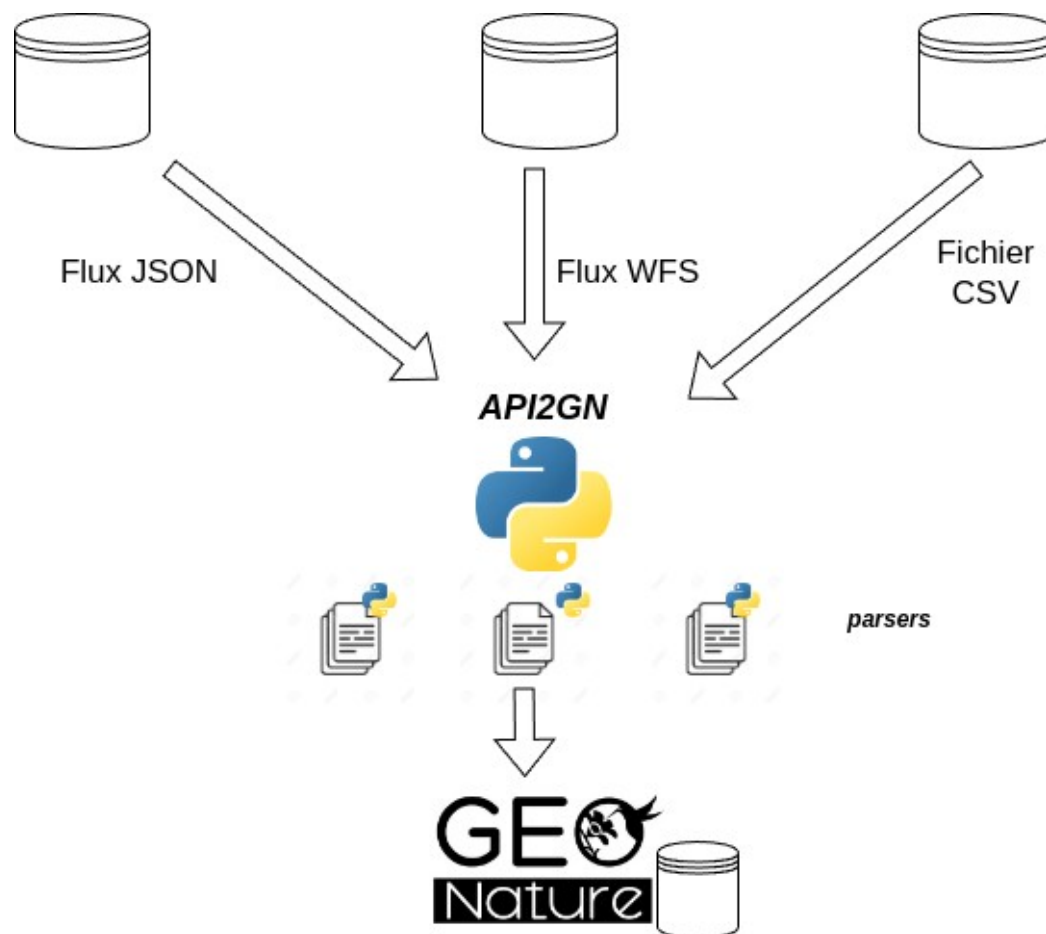 Flux JSON
Flux WFS
Fichier
CSV
API2GN
parsers
GEO
Nature